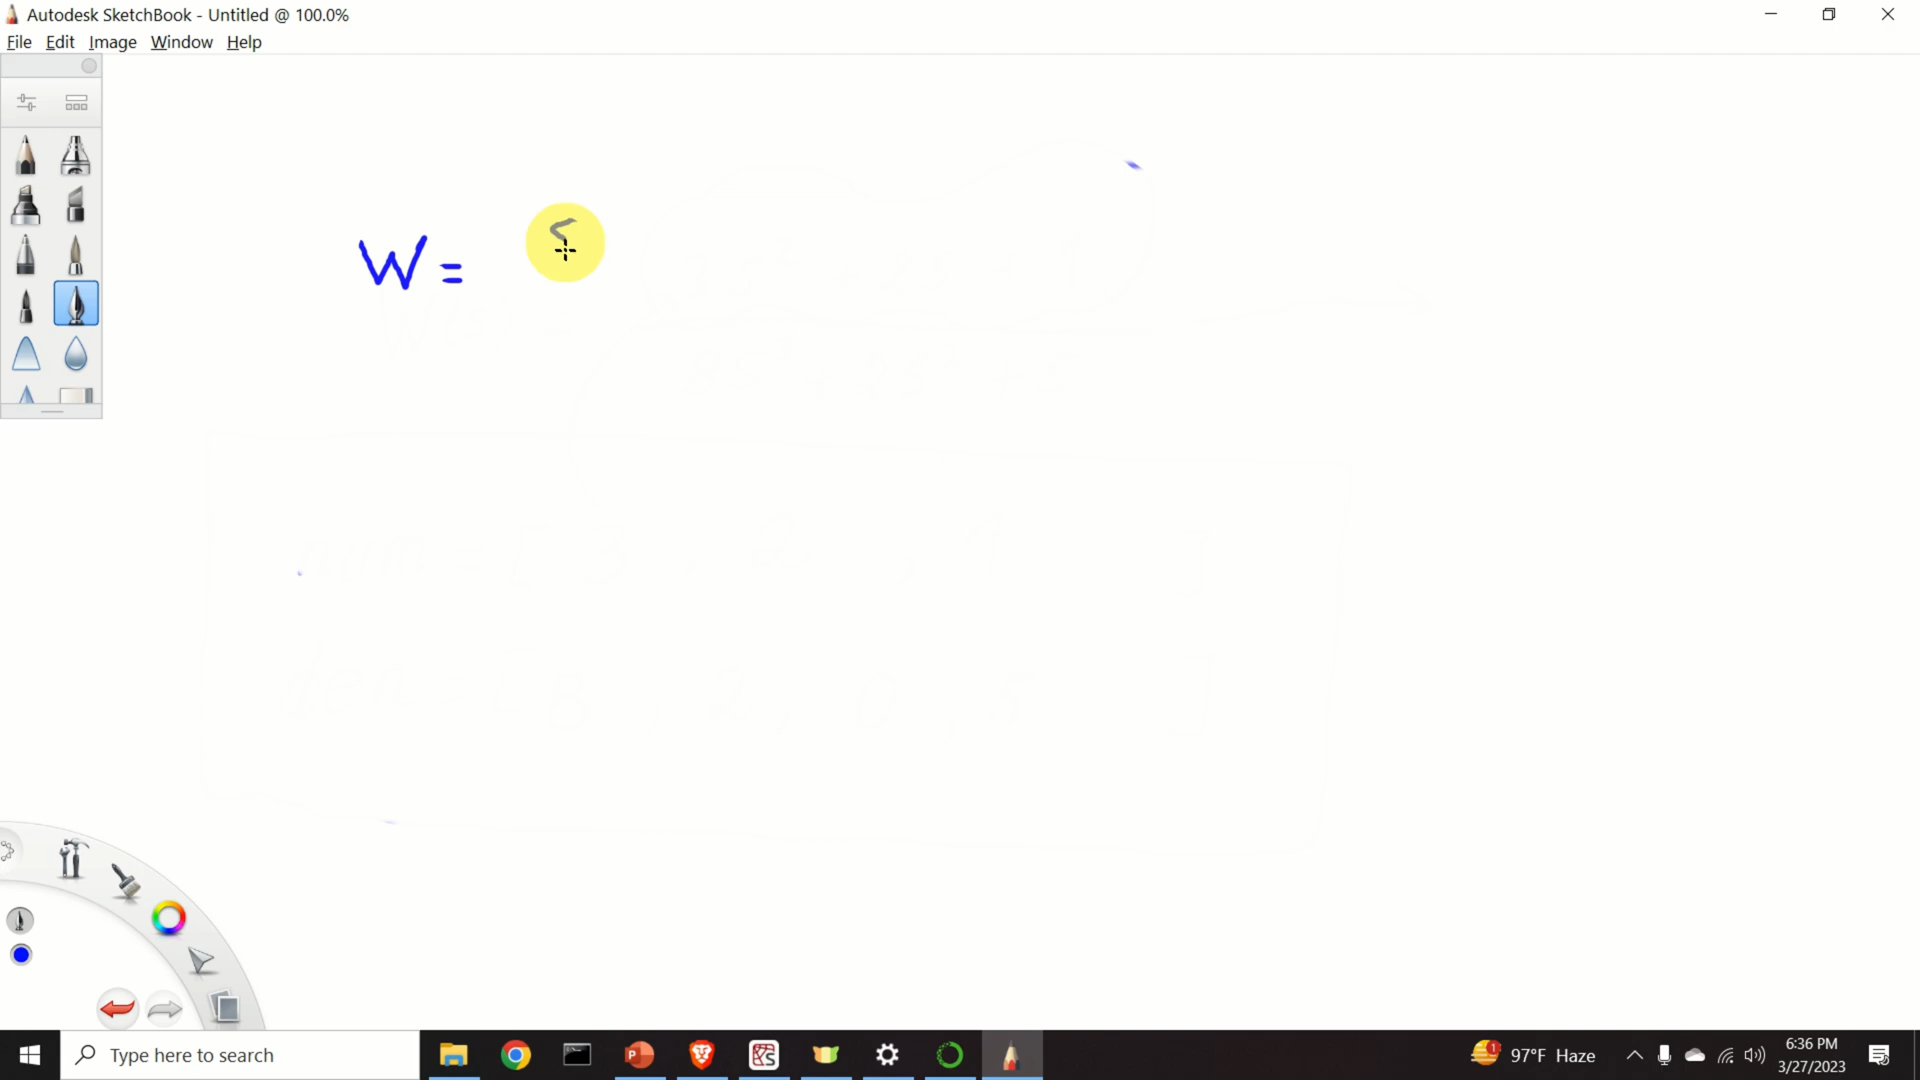 Autodesk SketchBook - Untitled @ 100.0%
File Edit Image Window Help
W =
Type here to search
97°F Haze
6:36 PM
3/27/2023